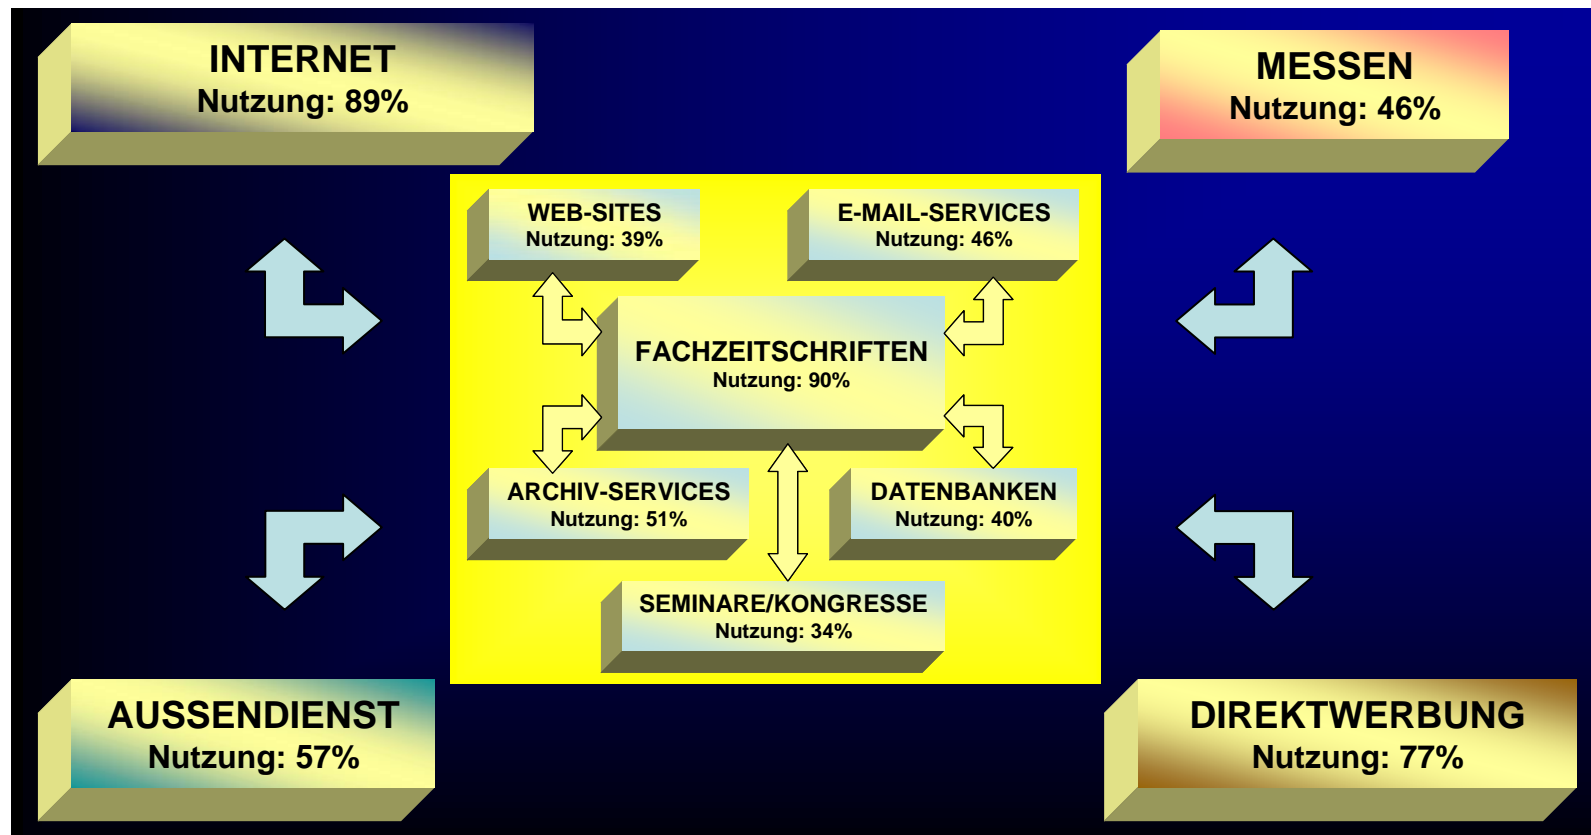 INTERNET
Nutzung: 89%
MESSEN
Nutzung: 46%
WEB-SITES
Nutzung: 39%
E-MAIL-SERVICES
Nutzung: 46%
FACHZEITSCHRIFTEN
Nutzung: 90%
ARCHIV-SERVICES
Nutzung: 51%
DATENBANKEN
Nutzung: 40%
SEMINARE/KONGRESSE
Nutzung: 34%
AUSSENDIENST
Nutzung: 57%
DIREKTWERBUNG
Nutzung: 77%